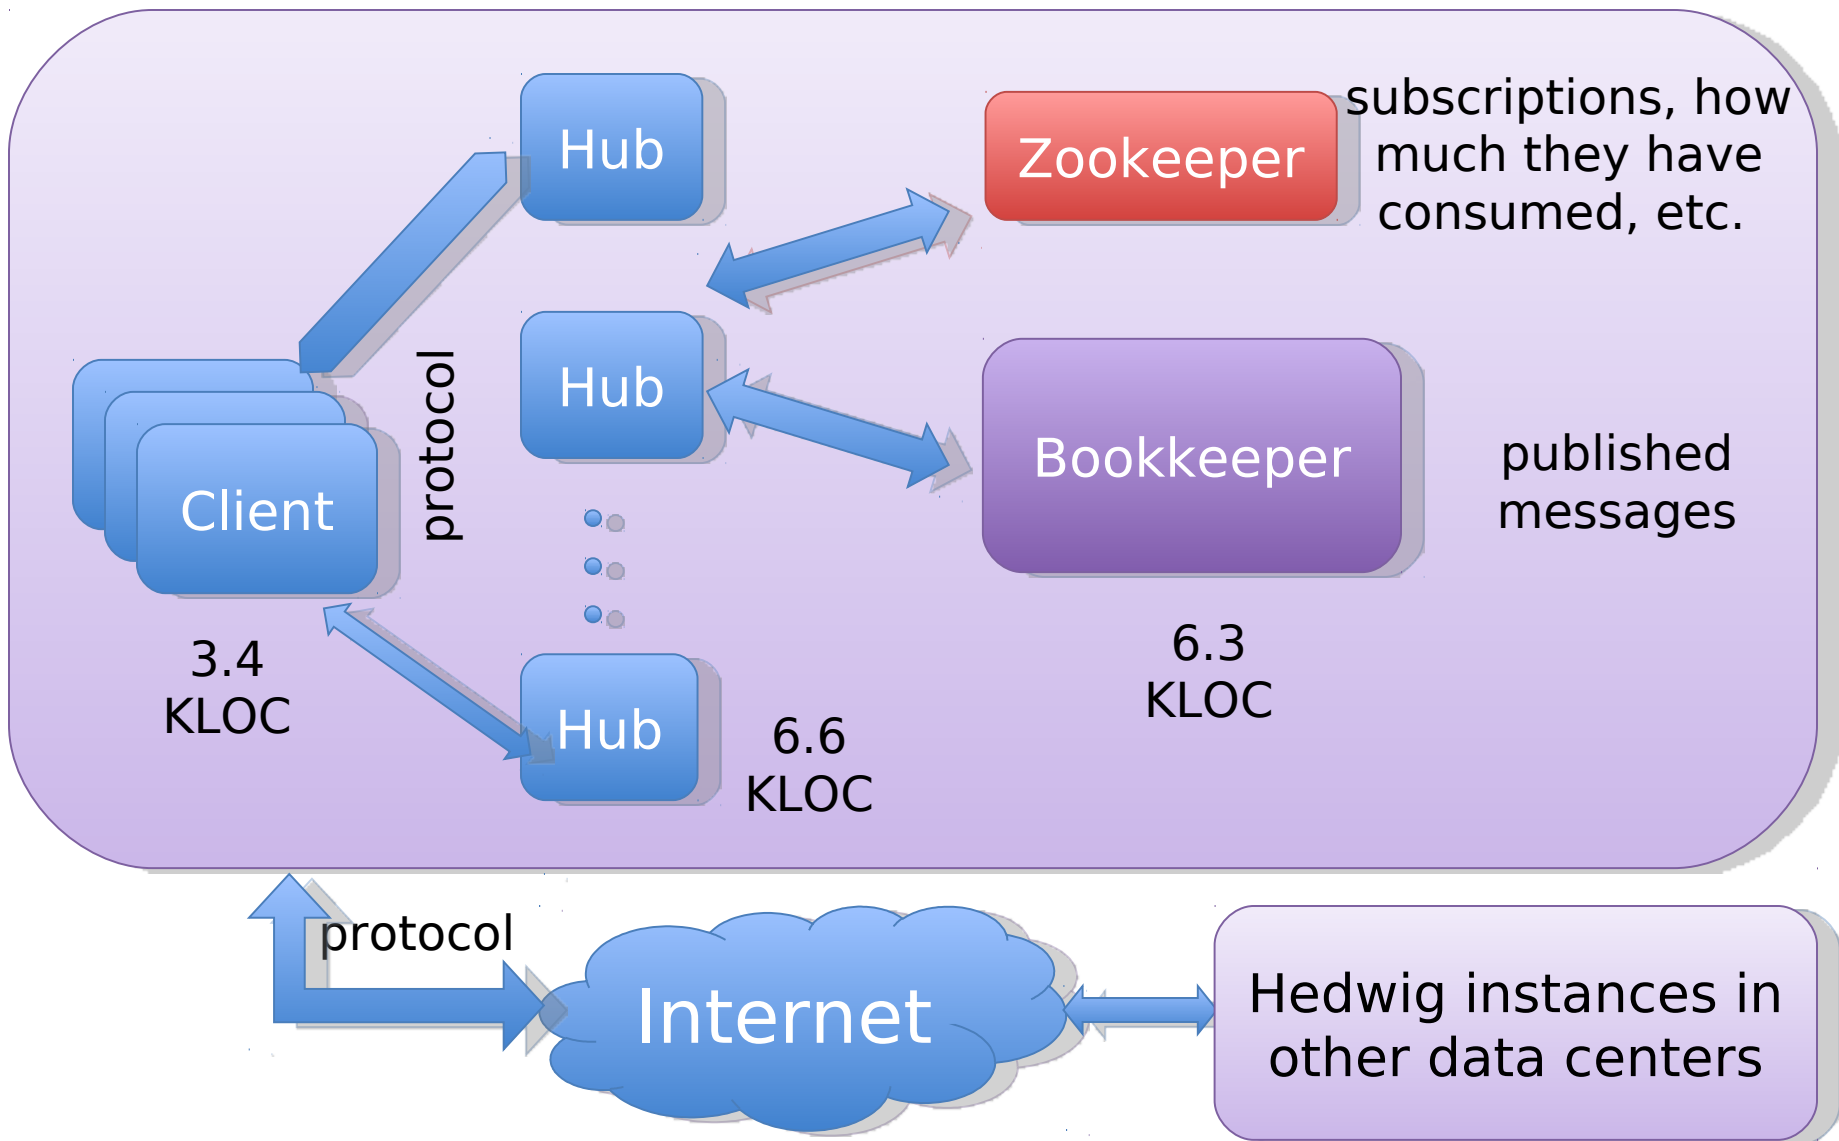 Hub
Zookeeper
subscriptions, how
much they have
consumed, etc.
Hub
protocol
Client
Bookkeeper
published
messages
3.4
KLOC
Hub
6.6
KLOC
6.3
KLOC
protocol
Internet
Hedwig instances in
other data centers